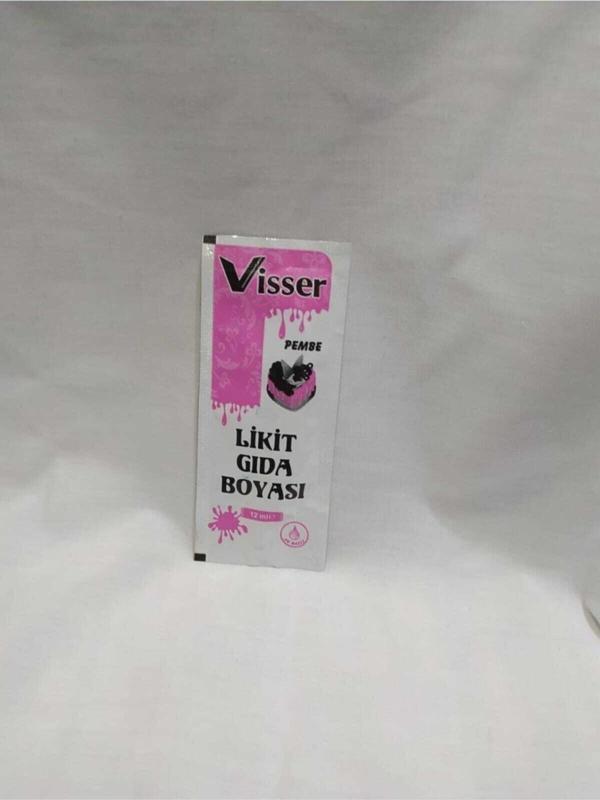 Visser
PEMBE
LİKİT
GIDA
BOYASI
12 ml